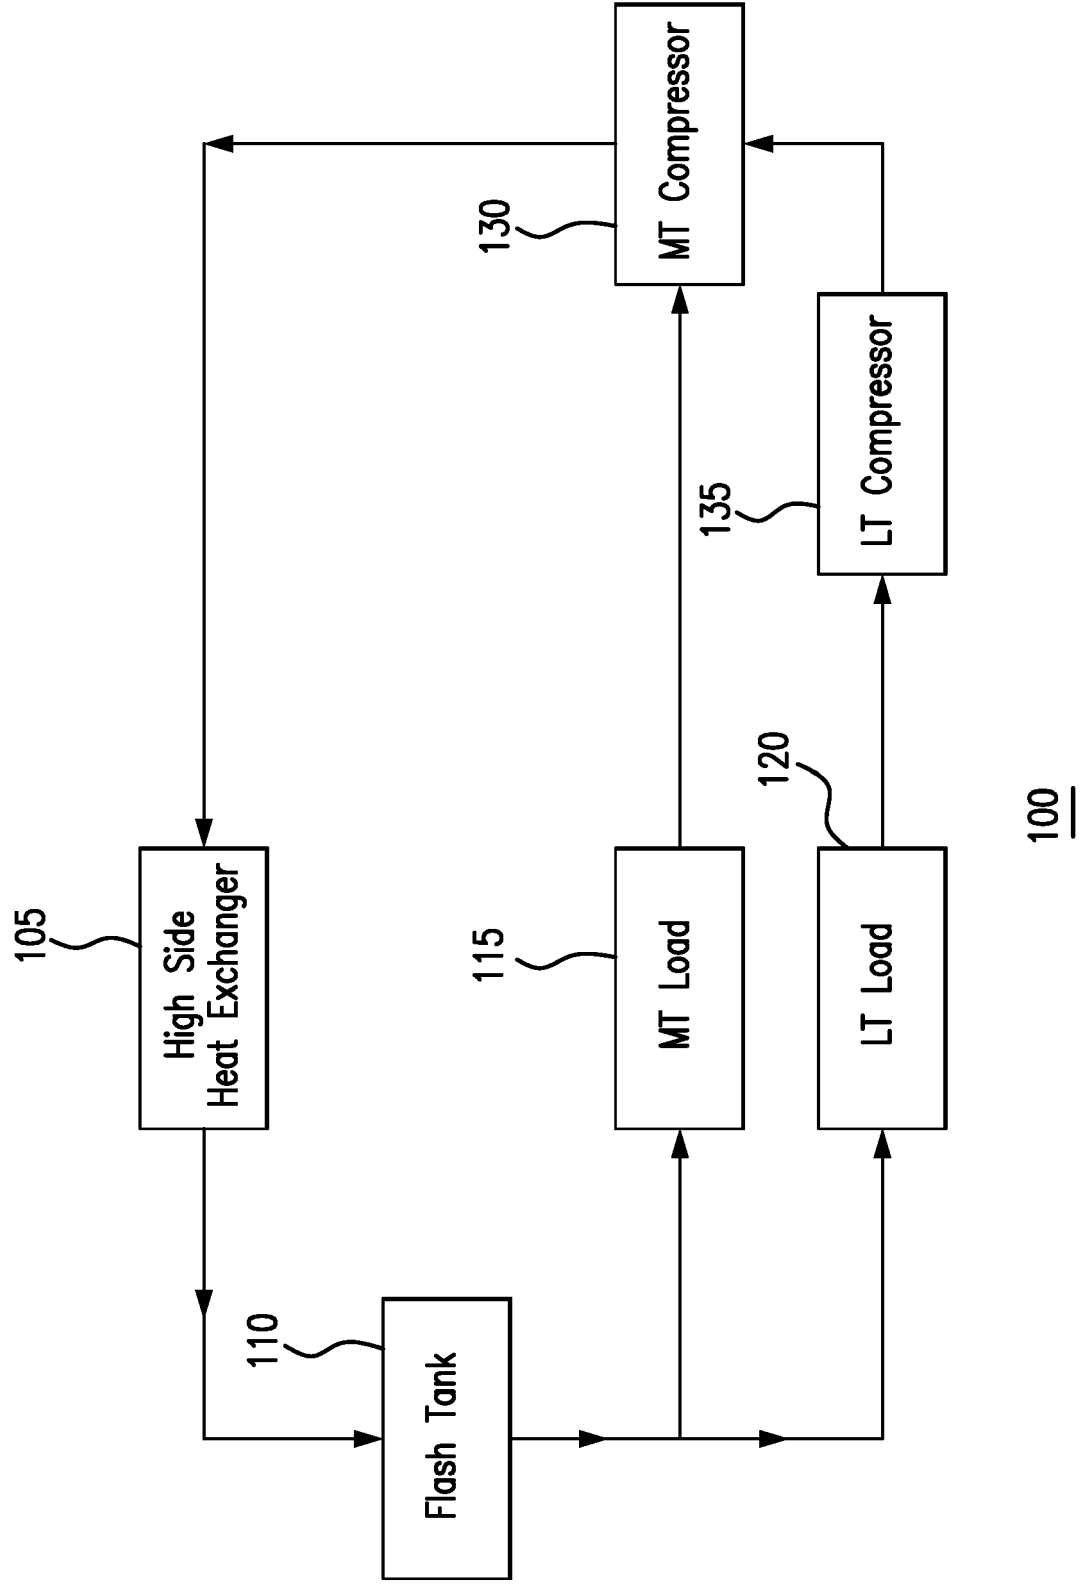 105
High Side
Heat Exchanger
110
Flash Tank
115
MT Load
120
LT Load
130
MT Compressor
135
LT Compressor
100